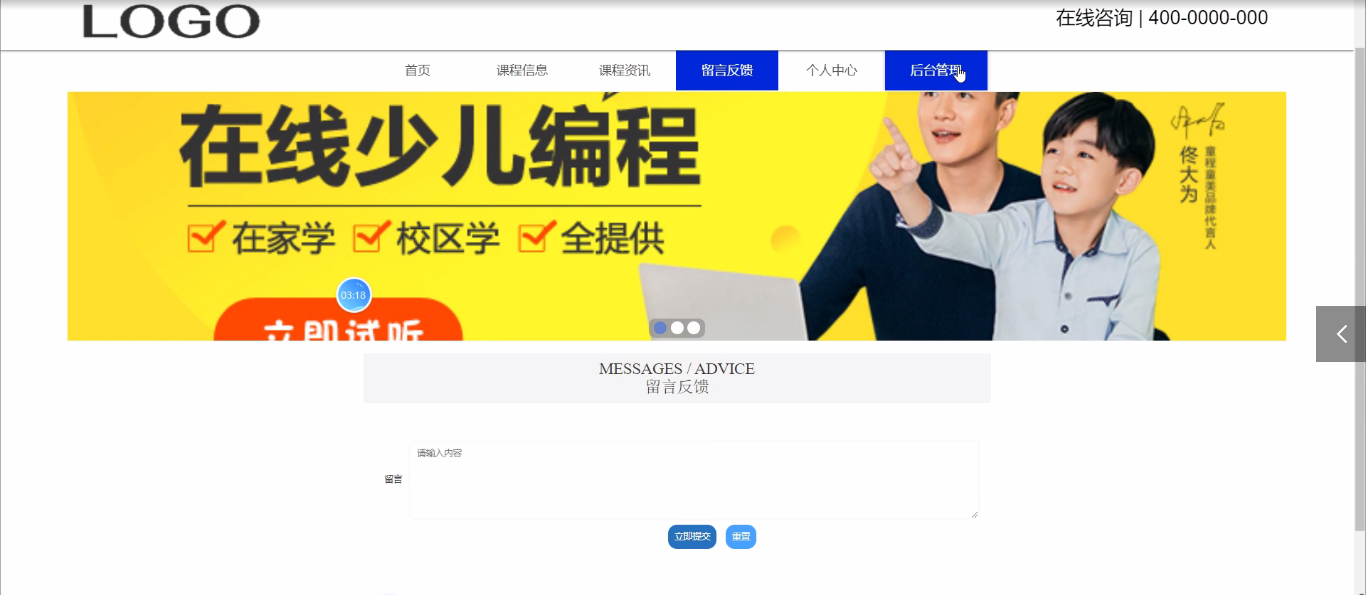 LOGO
在线咨询 | 400-0000-000
首页
课程信息
课程资讯
留言反馈
个人中心
后台管理
在线少儿编程
在家学 校区学 全提供
佟大为
童程童美品牌代言人
03:18
立即试听
MESSAGES / ADVICE
留言反馈
留言
请输入内容
立即提交
重置